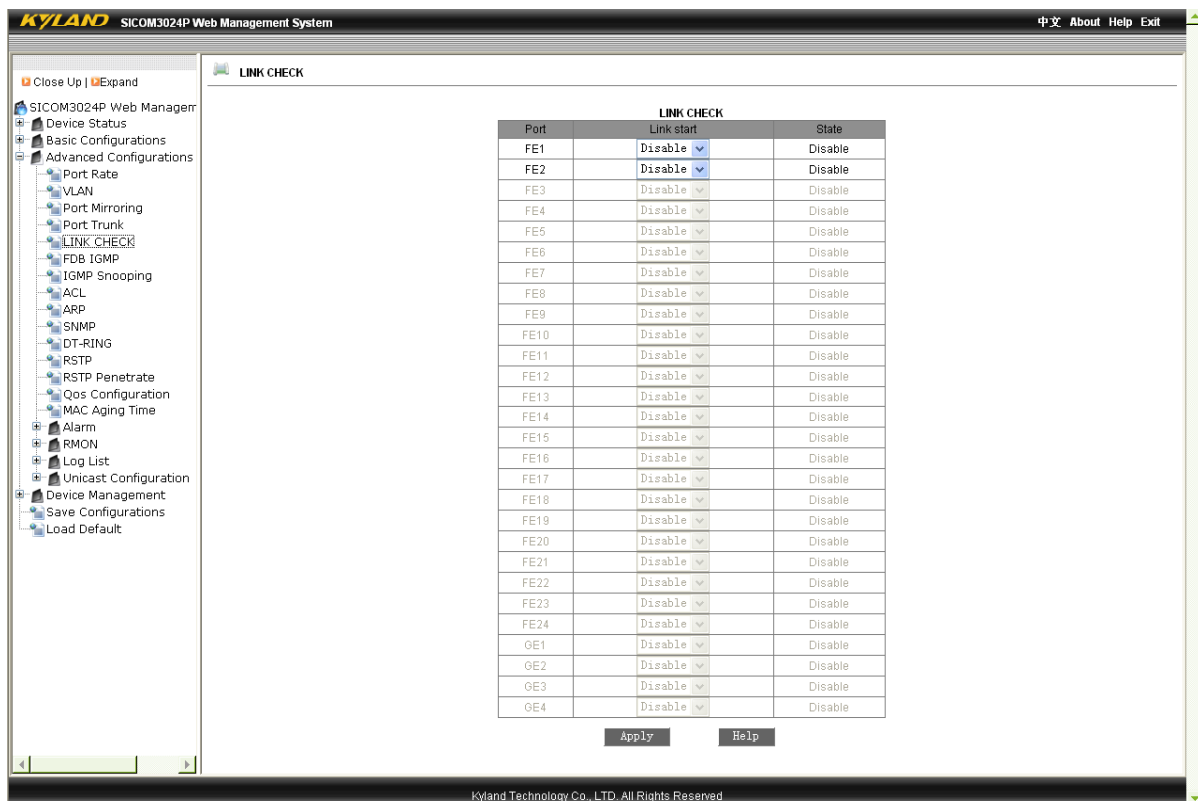 KYLAND SICOM3024P Web Management System 中文 About Help Exit
Close Up | Expand
SICOM3024P Web Managem
Device Status
Basic Configurations
Advanced Configurations
Port Rate
VLAN
Port Mirroring
Port Trunk
LINK CHECK
FDB IGMP
IGMP Snooping
ACL
ARP
SNMP
DT-RING
RSTP
RSTP Penetrate
Qos Configuration
MAC Aging Time
Alarm
RMON
Log List
Unicast Configuration
Device Management
Save Configurations
Load Default
LINK CHECK
LINK CHECK
Port Link start State
FE1 Disable Disable
FE2 Disable Disable
FE3 Disable Disable
FE4 Disable Disable
FE5 Disable Disable
FE6 Disable Disable
FE7 Disable Disable
FE8 Disable Disable
FE9 Disable Disable
FE10 Disable Disable
FE11 Disable Disable
FE12 Disable Disable
FE13 Disable Disable
FE14 Disable Disable
FE15 Disable Disable
FE16 Disable Disable
FE17 Disable Disable
FE18 Disable Disable
FE19 Disable Disable
FE20 Disable Disable
FE21 Disable Disable
FE22 Disable Disable
FE23 Disable Disable
FE24 Disable Disable
GE1 Disable Disable
GE2 Disable Disable
GE3 Disable Disable
GE4 Disable Disable
Apply Help
Kyland Technology Co., LTD. All Rights Reserved